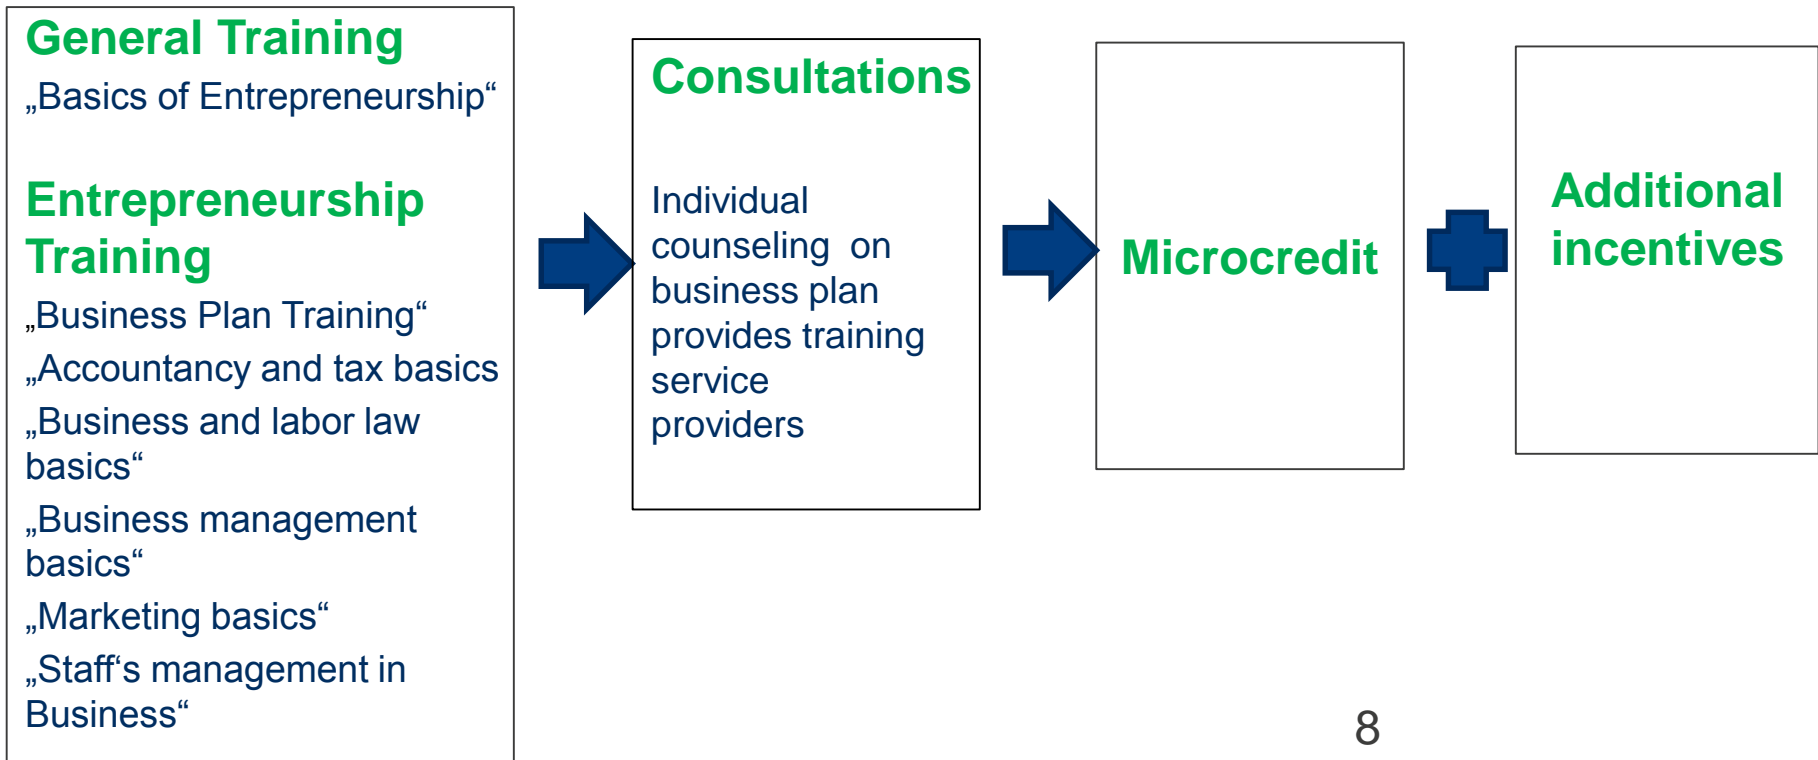 General Training
„Basics of Entrepreneurship“
Entrepreneurship
Training
„Business Plan Training“
„Accountancy and tax basics
„Business and labor law
basics“
„Business management
basics“
„Marketing basics“
„Staff‘s management in
Business“
Consultations
Individual
counseling on
business plan
provides training
service
providers
Microcredit
Additional
incentives
8